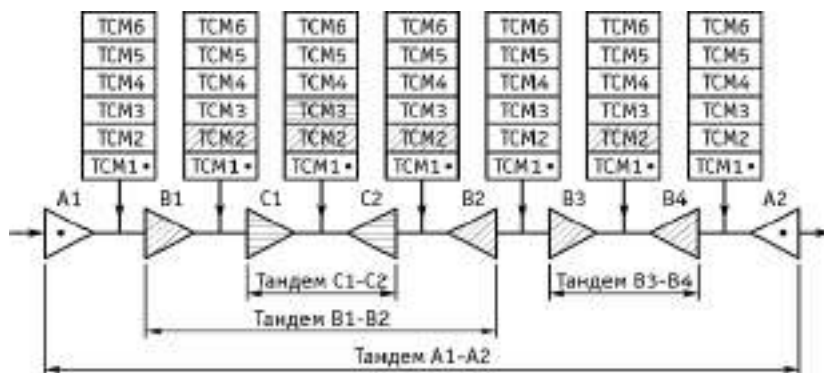 TCM6 TCM6 TCM6 TCM6 TCM6 TCM6 TCM6
TCM5 TCM5 TCM5 TCM5 TCM5 TCM5 TCM5
TCM4 TCM4 TCM4 TCM4 TCM4 TCM4 TCM4
TCM3 TCM3 TCM3 TCM3 TCM3 TCM3 TCM3
TCM2 TCM2 TCM2 TCM2 TCM2 TCM2 TCM2
TCM1 TCM1 TCM1 TCM1 TCM1 TCM1 TCM1
A1 B1 C1 C2 B2 B3 B4 A2
Тандем C1-C2 Тандем B3-B4
Тандем B1-B2
Тандем A1-A2